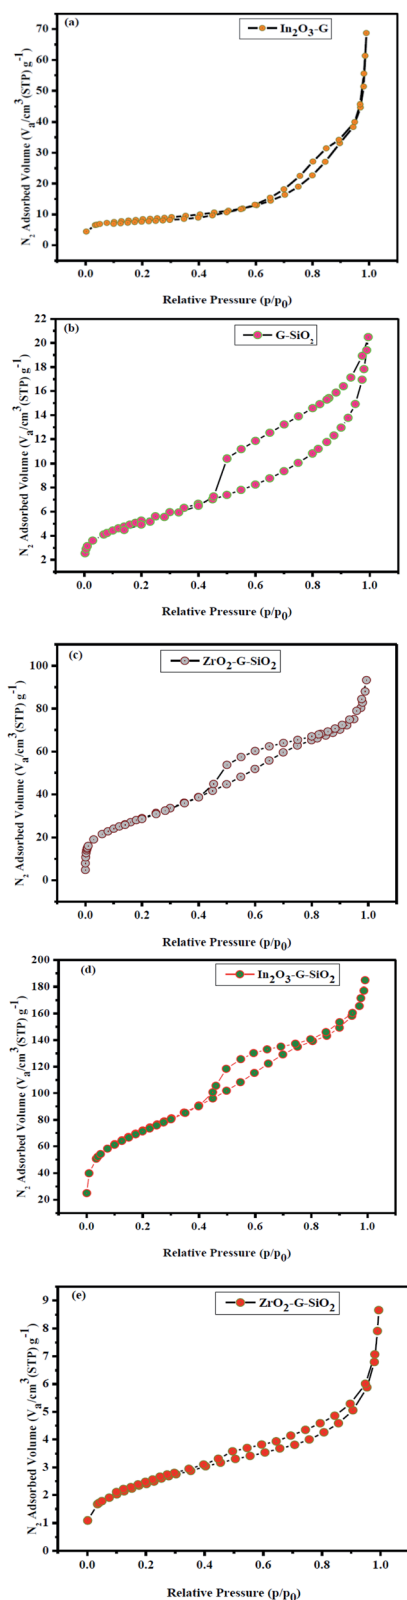 (a)
In2O3-G
70
60
50
40
30
20
10
0
0.0 0.2 0.4 0.6 0.8 1.0
N2 Adsorbed Volume (Va/cm3(STP) g-1)
Relative Pressure (p/p0)
(b)
G-SiO2
22
20
18
16
14
12
10
8
6
4
2
0.0 0.2 0.4 0.6 0.8 1.0
N2 Adsorbed Volume (Va/cm3(STP) g-1)
Relative Pressure (p/p0)
(c)
ZrO2-G-SiO2
100
80
60
40
20
0
0.0 0.2 0.4 0.6 0.8 1.0
N2 Adsorbed Volume (Va/cm3(STP) g-1)
Relative Pressure (p/p0)
(d)
In2O3-G-SiO2
200
180
160
140
120
100
80
60
40
20
0.0 0.2 0.4 0.6 0.8 1.0
N2 Adsorbed Volume (Va/cm3(STP) g-1)
Relative Pressure (p/p0)
(e)
ZrO2-G-SiO2
9
8
7
6
5
4
3
2
1
0
0.0 0.2 0.4 0.6 0.8 1.0
N2 Adsorbed Volume (Va/cm3(STP) g-1)
Relative Pressure (p/p0)